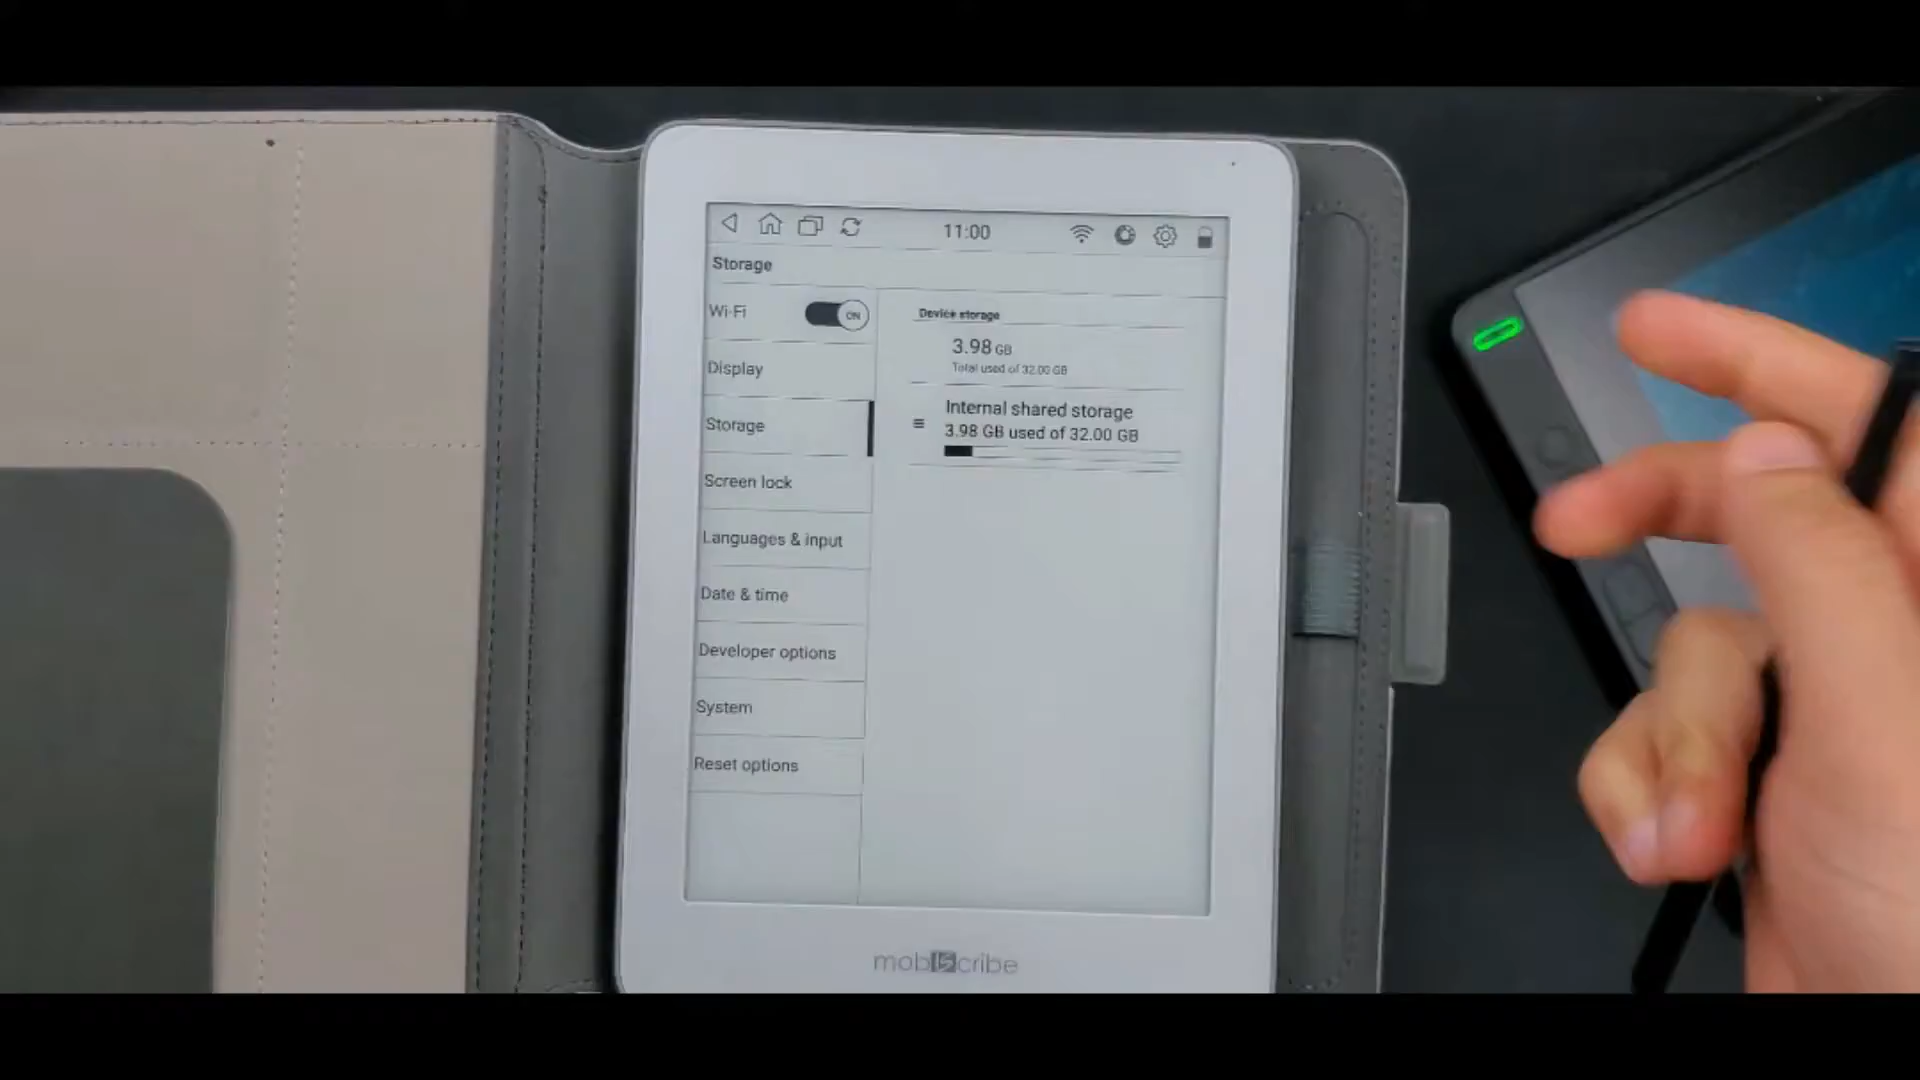 11:00
Storage
Wi-Fi
ON
Display
Storage
Screen lock
Languages & input
Date & time
Developer options
System
Reset options
Device storage
3.98 GB
Total used of 32.00 GB
Internal shared storage
3.98 GB used of 32.00 GB
mobiscribe